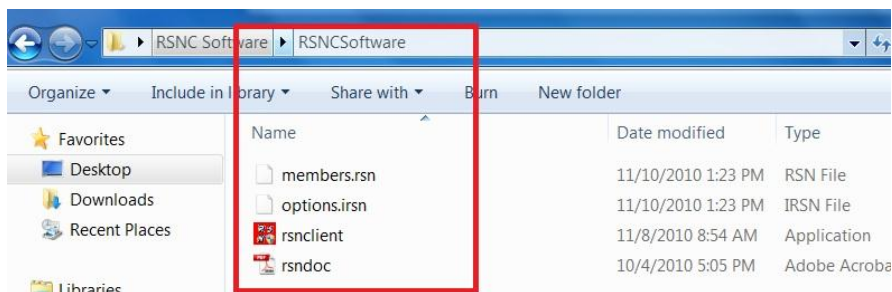 RSNC Software RSNCSoftware
Organize Include in library Share with Burn New folder
Favorites
Desktop
Downloads
Recent Places
Libraries
Name Date modified Type
members.rsn 11/10/2010 1:23 PM RSN File
options.irsn 11/10/2010 1:23 PM IRSN File
rsnclient 11/8/2010 8:54 AM Application
rsndoc 10/4/2010 5:05 PM Adobe Acroba